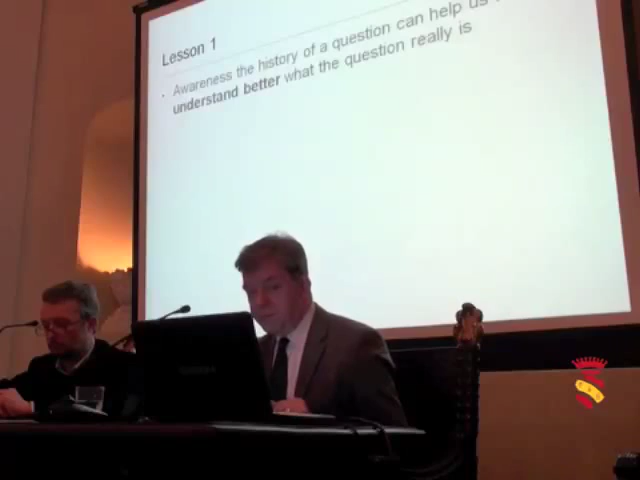 Lesson 1
Awareness the history of a question can help us
understand better what the question really is